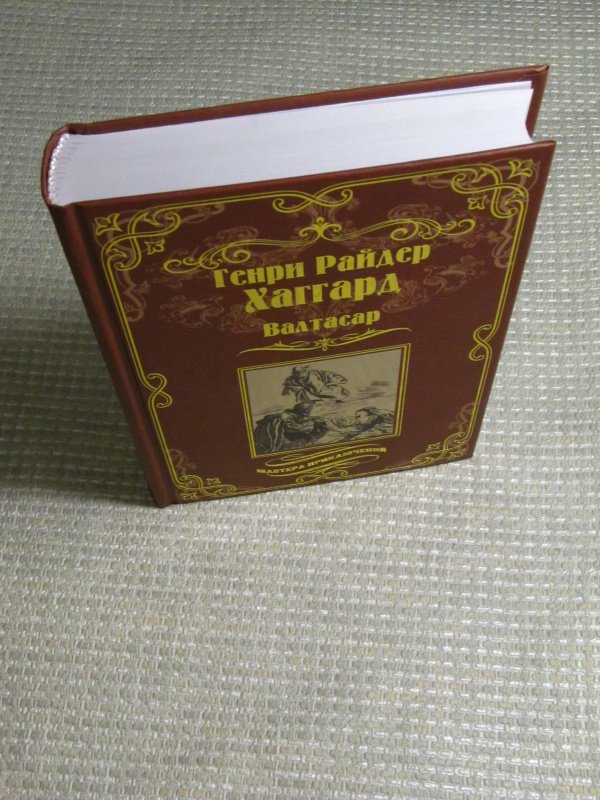 Генри Райдер
Хаггард
Валтасар
Мастера приключений